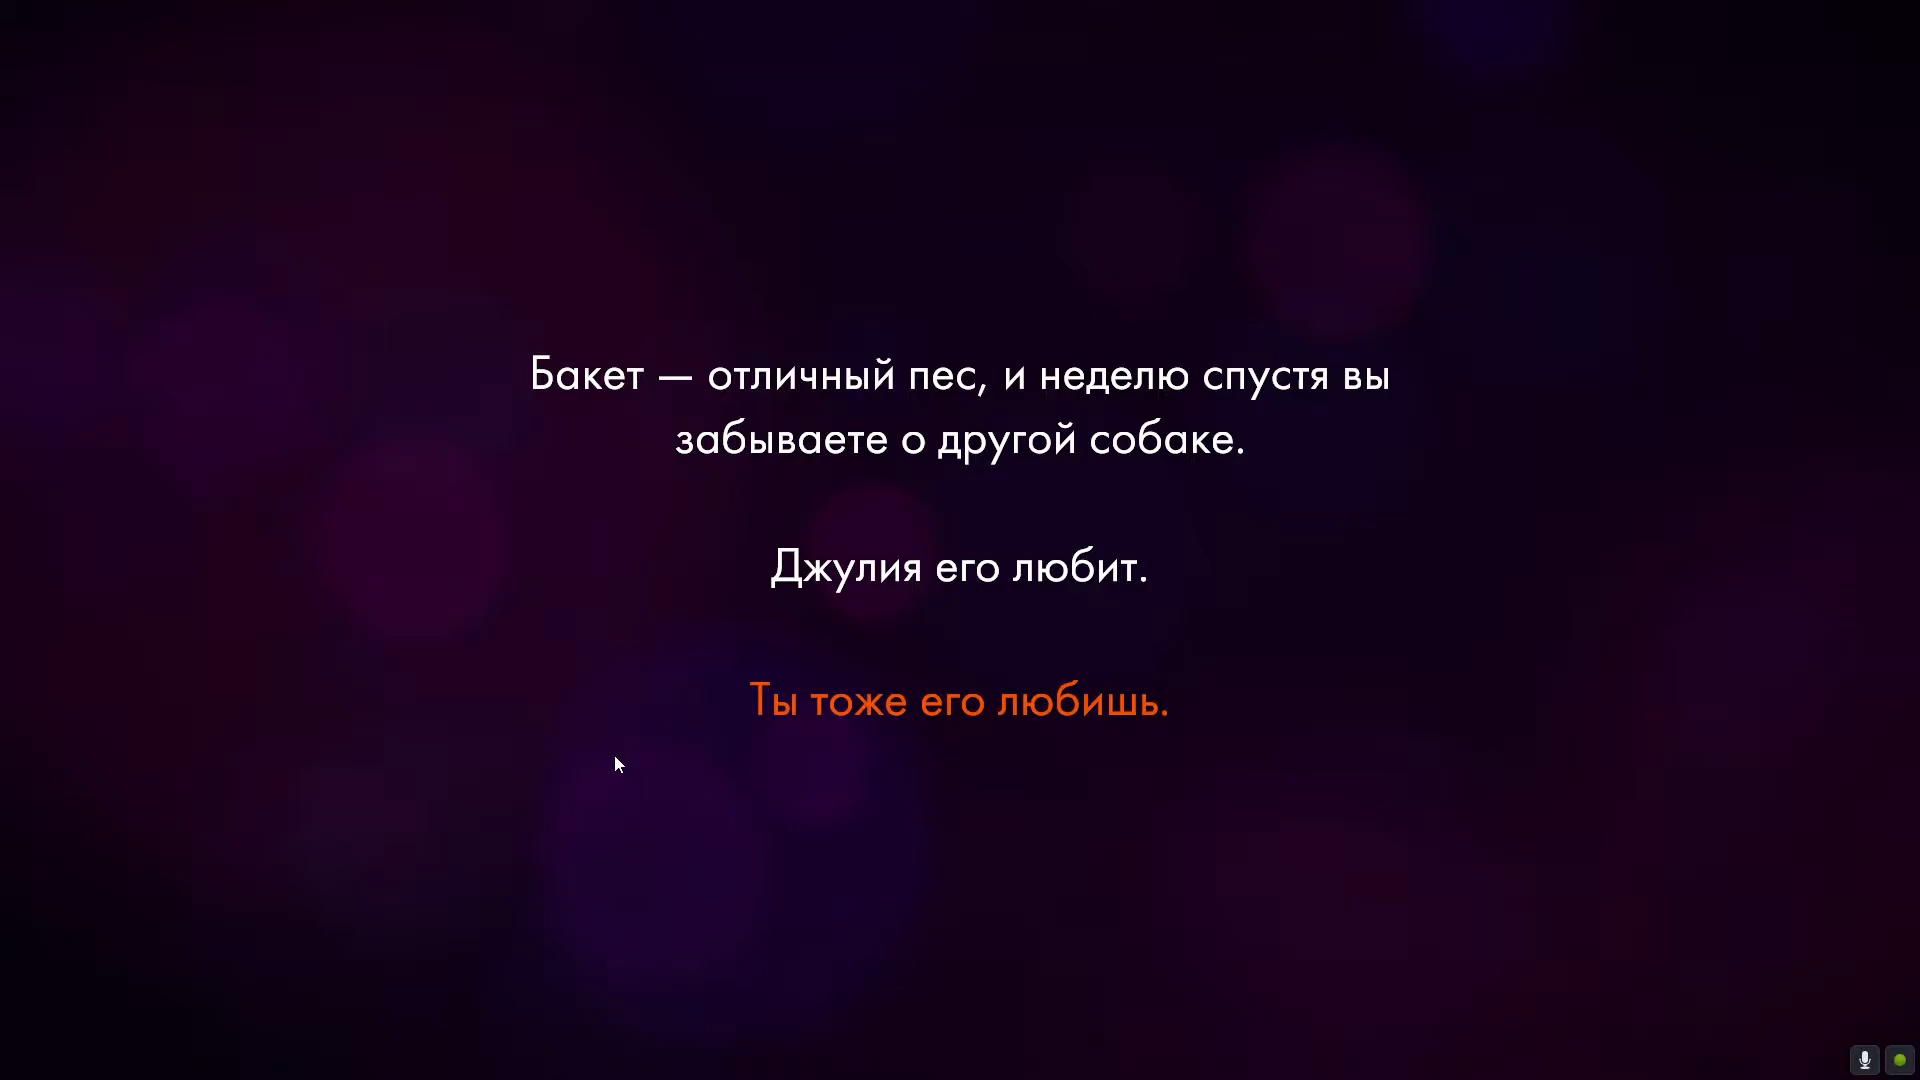 Бакет — отличный пес, и неделю спустя вы
забываете о другой собаке.
Джулия его любит.
Ты тоже его любишь.